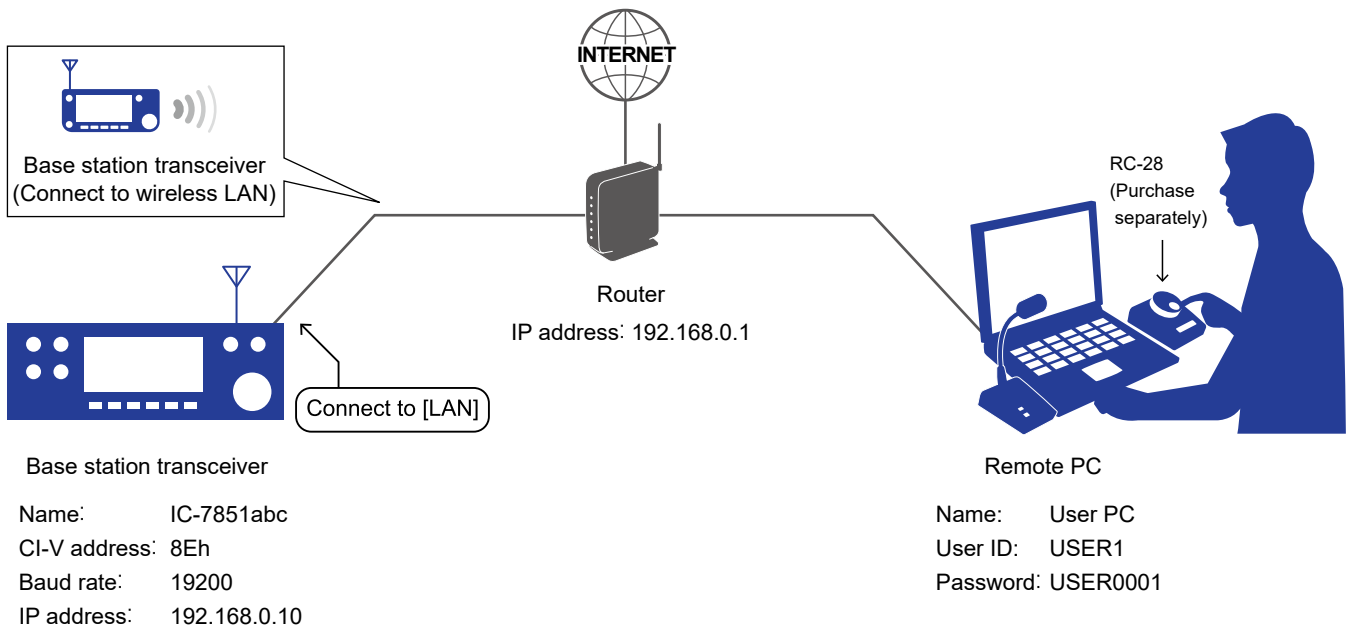 INTERNET
Base station transceiver
(Connect to wireless LAN)
RC-28
(Purchase
separately)
Router
IP address: 192.168.0.1
Connect to [LAN]
Base station transceiver
Name: IC-7851abc
CI-V address: 8Eh
Baud rate: 19200
IP address: 192.168.0.10
Remote PC
Name: User PC
User ID: USER1
Password: USER0001